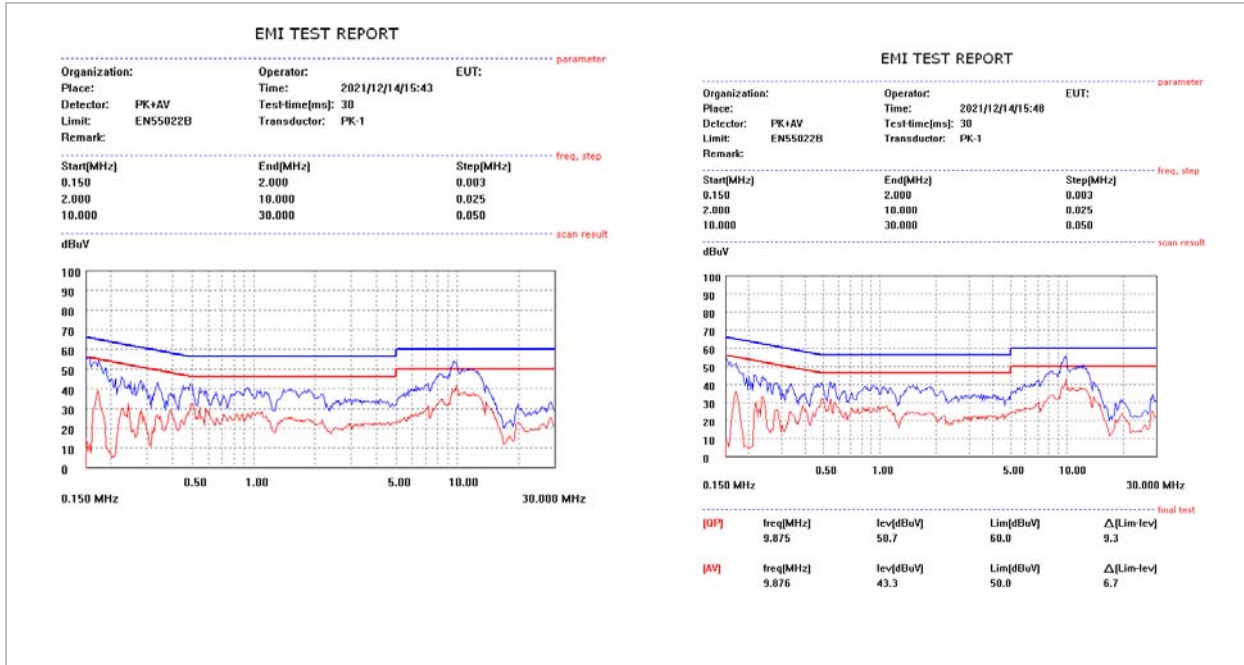 EMI TEST REPORT
parameter
Organization: Operator: EUT:
Place: Time: 2021/12/14/15:43
Detector: PK+AV Test-time[ms]: 30
Limit: EN55022B Transductor: PK-1
Remark:
freq, step
Start[MHz] End[MHz] Step[MHz]
0.150 2.000 0.003
2.000 10.000 0.025
10.000 30.000 0.050
scan result
dBuV
100
90
80
70
60
50
40
30
20
10
0
0.50 1.00 5.00 10.00
0.150 MHz 30.000 MHz
EMI TEST REPORT
parameter
Organization: Operator: EUT:
Place: Time: 2021/12/14/15:48
Detector: PK+AV Test-time[ms]: 30
Limit: EN55022B Transductor: PK-1
Remark:
freq, step
Start[MHz] End[MHz] Step[MHz]
0.150 2.000 0.003
2.000 10.000 0.025
10.000 30.000 0.050
scan result
dBuV
100
90
80
70
60
50
40
30
20
10
0
0.50 1.00 5.00 10.00
0.150 MHz 30.000 MHz
final test
[QP] freq[MHz] lev[dBuV] Lim[dBuV] Δ[Lim-lev]
9.875 50.7 60.0 9.3
[AV] freq[MHz] lev[dBuV] Lim[dBuV] Δ[Lim-lev]
9.876 43.3 50.0 6.7